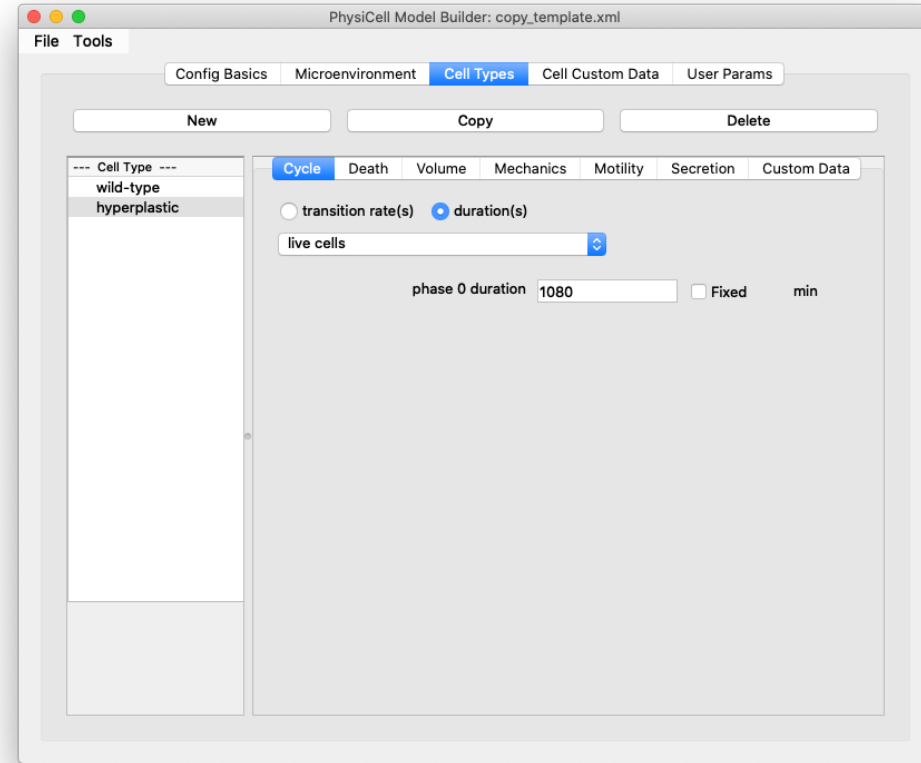 PhysiCell Model Builder: copy_template.xml
File Tools
Config Basics Microenvironment Cell Types Cell Custom Data User Params
New Copy Delete
--- Cell Type ---
wild-type
hyperplastic
Cycle Death Volume Mechanics Motility Secretion Custom Data
transition rate(s) duration(s)
live cells
phase 0 duration 1080 Fixed min